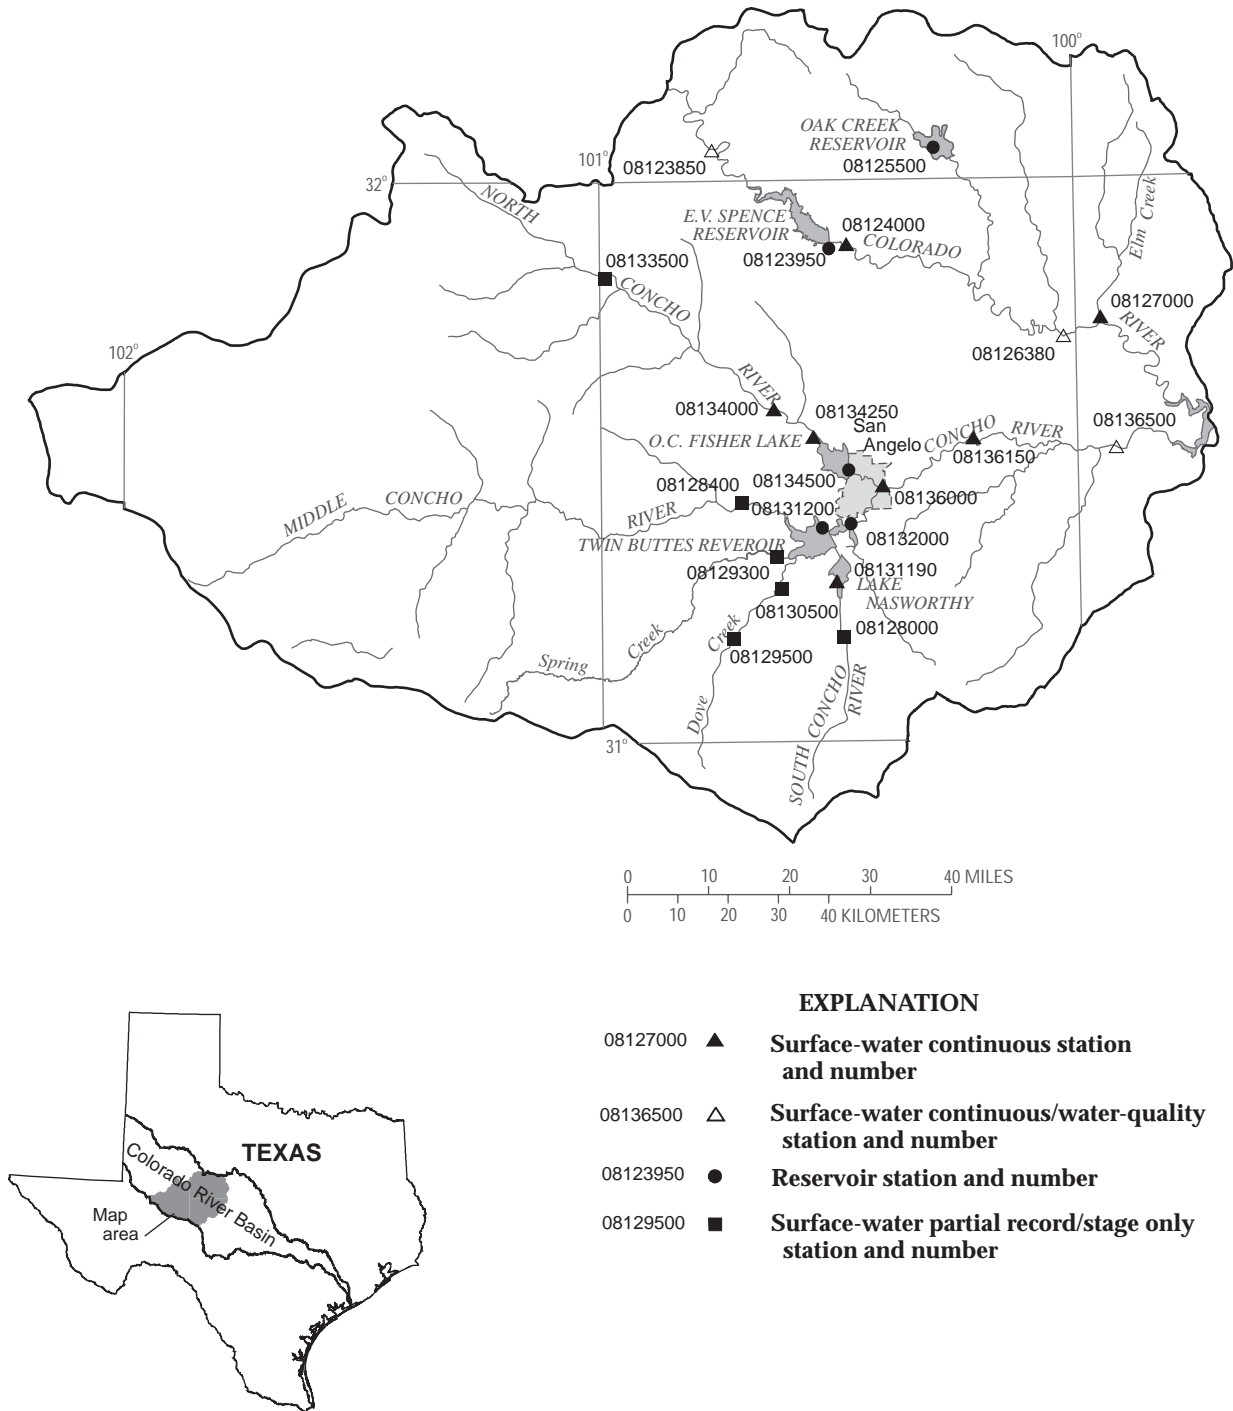 100°
OAK CREEK
RESERVOIR
08125500
08123850
101°
32°
NORTH
E.V. SPENCE
RESERVOIR
08124000
COLORADO
08123950
Elm Creek
08133500
CONCHO
08127000
RIVER
08126380
102°
RIVER
08134000
08134250
San
Angelo
O.C. FISHER LAKE
CONCHO
RIVER
08136500
08136150
08134500
08128400
08136000
MIDDLE
CONCHO
RIVER
08131200
08132000
TWIN BUTTES REVEROIR
08129300
08131190
LAKE
NASWORTHY
08130500
08128000
Creek
Creek
08129500
Spring
Dove
SOUTH CONCHO
RIVER
31°
0 10 20 30 40 MILES
0 10 20 30 40 KILOMETERS
EXPLANATION
08127000 Surface-water continuous station
and number
08136500 Surface-water continuous/water-quality
station and number
08123950 Reservoir station and number
08129500 Surface-water partial record/stage only
station and number
TEXAS
Colorado River Basin
Map
area